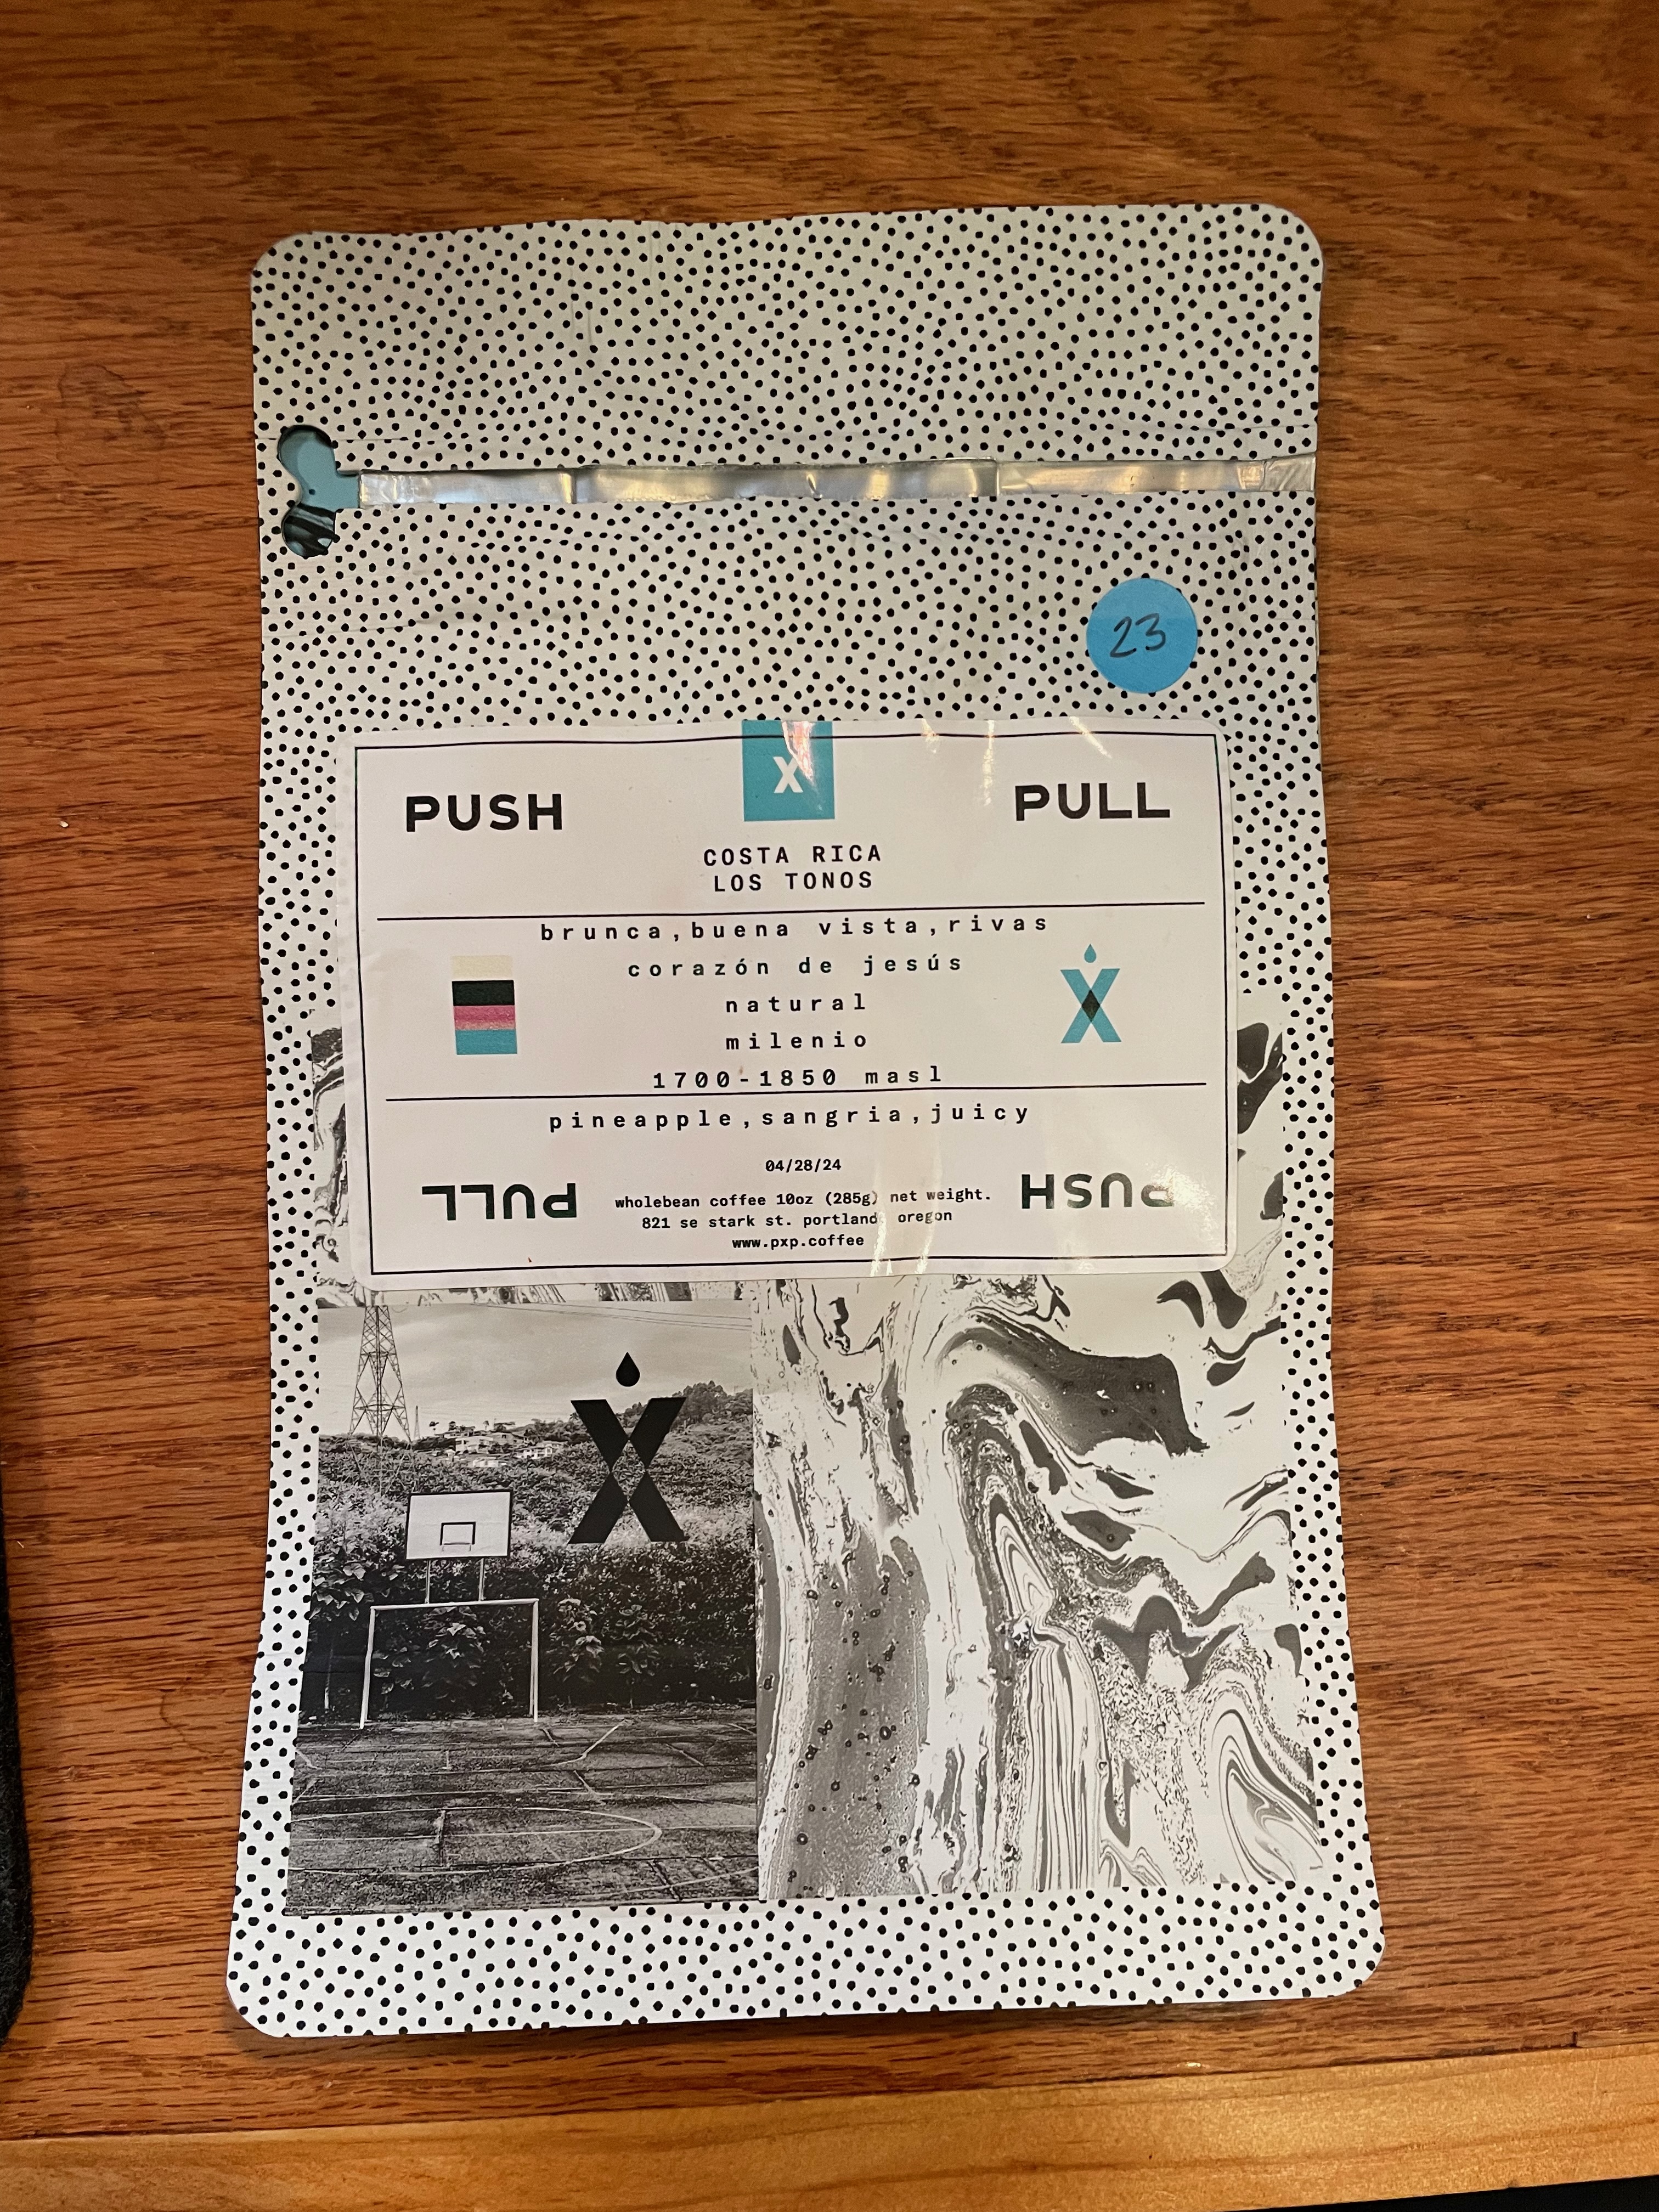 23
X
PUSH PULL
COSTA RICA
LOS TONOS
brunca,buena vista,rivas
corazón de jesús
natural
milenio
1700-1850 masl
pineapple,sangria,juicy
04/28/24
PULL PUSH
wholebean coffee 10oz (285g) net weight.
821 se stark st. portland, oregon
www.pxp.coffee